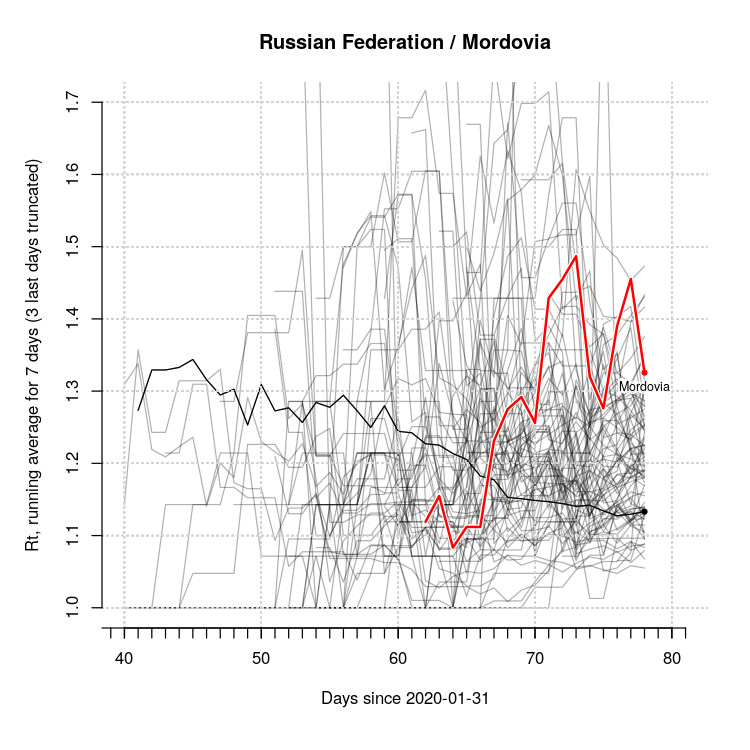 Russian Federation / Mordovia
Rt, running average for 7 days (3 last days truncated)
1.7
1.6
1.5
1.4
1.3
1.2
1.1
1.0
Mordovia
40 50 60 70 80
Days since 2020-01-31